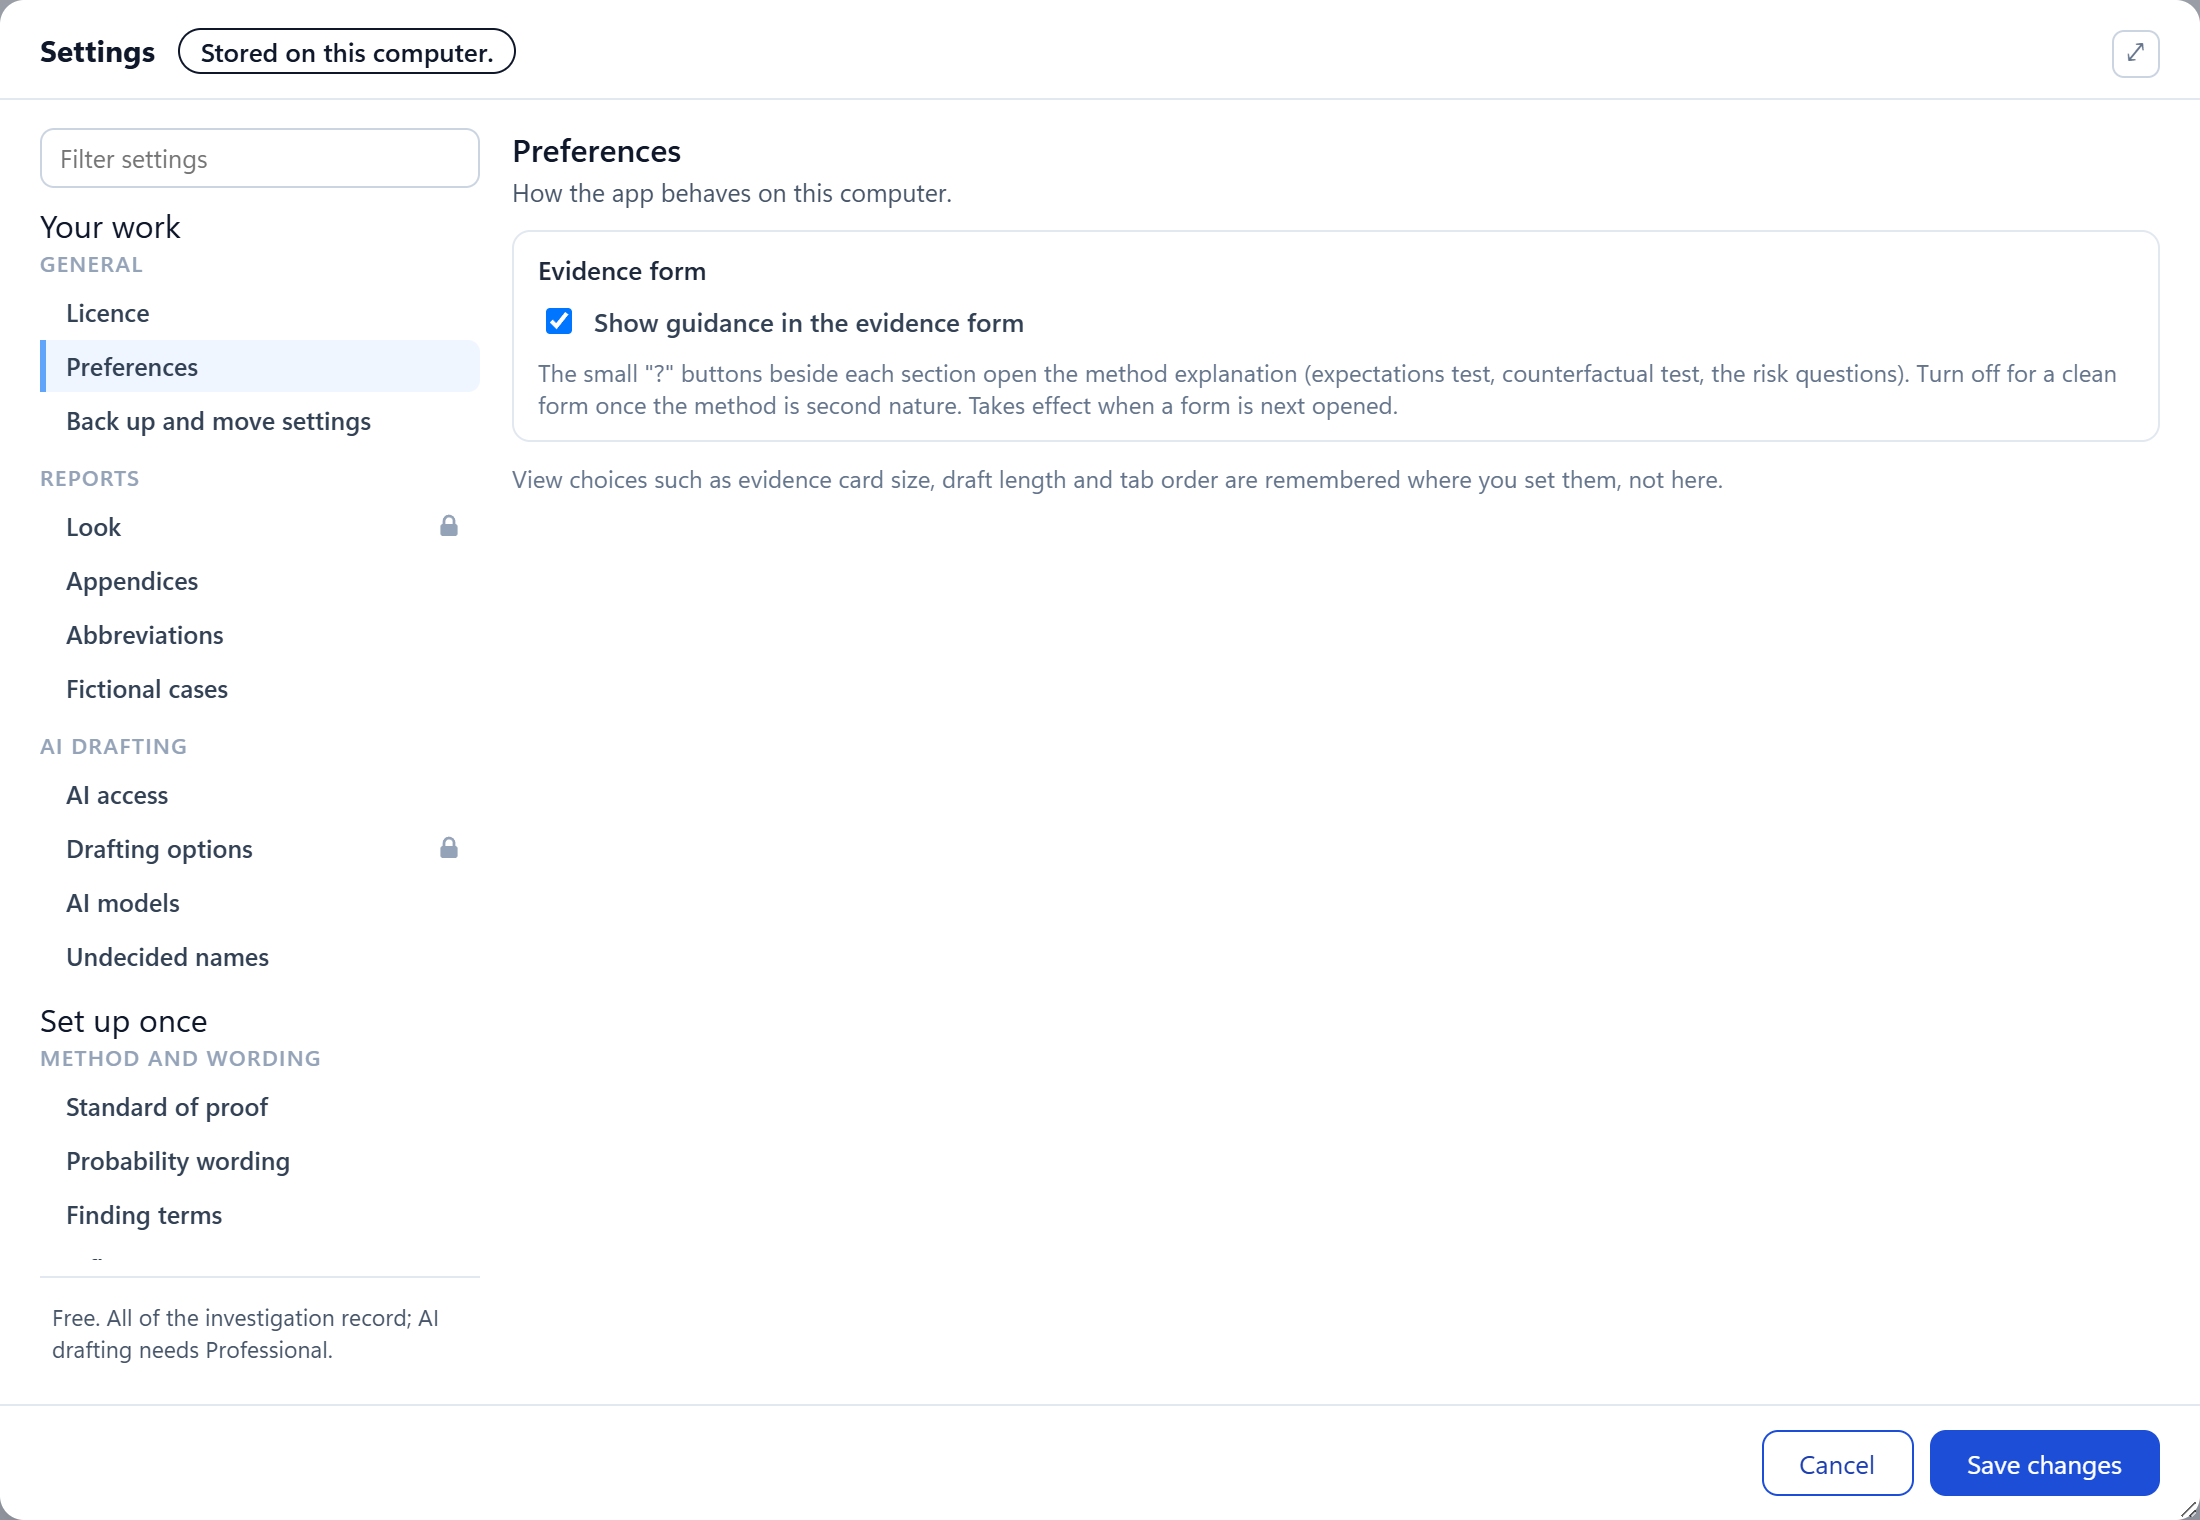 Settings
Stored on this computer.
Filter settings
Your work
GENERAL
Licence
Preferences
Back up and move settings
REPORTS
Look
Appendices
Abbreviations
Fictional cases
AI DRAFTING
AI access
Drafting options
AI models
Undecided names
Set up once
METHOD AND WORDING
Standard of proof
Probability wording
Finding terms
Free. All of the investigation record; AI
drafting needs Professional.
Preferences
How the app behaves on this computer.
Evidence form
Show guidance in the evidence form
The small "?" buttons beside each section open the method explanation (expectations test, counterfactual test, the risk questions). Turn off for a clean
form once the method is second nature. Takes effect when a form is next opened.
View choices such as evidence card size, draft length and tab order are remembered where you set them, not here.
Cancel
Save changes